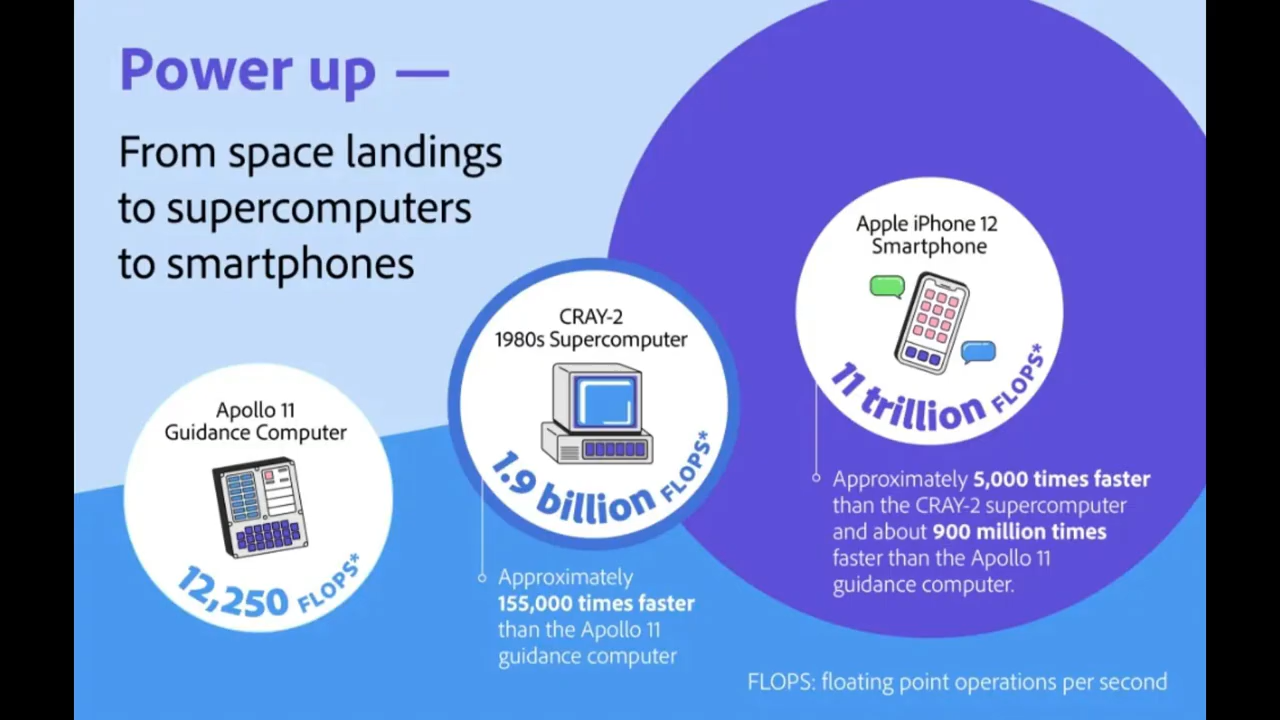 Power up —
From space landings
to supercomputers
to smartphones
Apollo 11
Guidance Computer
12,250 FLOPS*
CRAY-2
1980s Supercomputer
1.9 billion FLOPS*
Approximately
155,000 times faster
than the Apollo 11
guidance computer
Apple iPhone 12
Smartphone
11 trillion FLOPS*
Approximately 5,000 times faster
than the CRAY-2 supercomputer
and about 900 million times
faster than the Apollo 11
guidance computer.
FLOPS: floating point operations per second